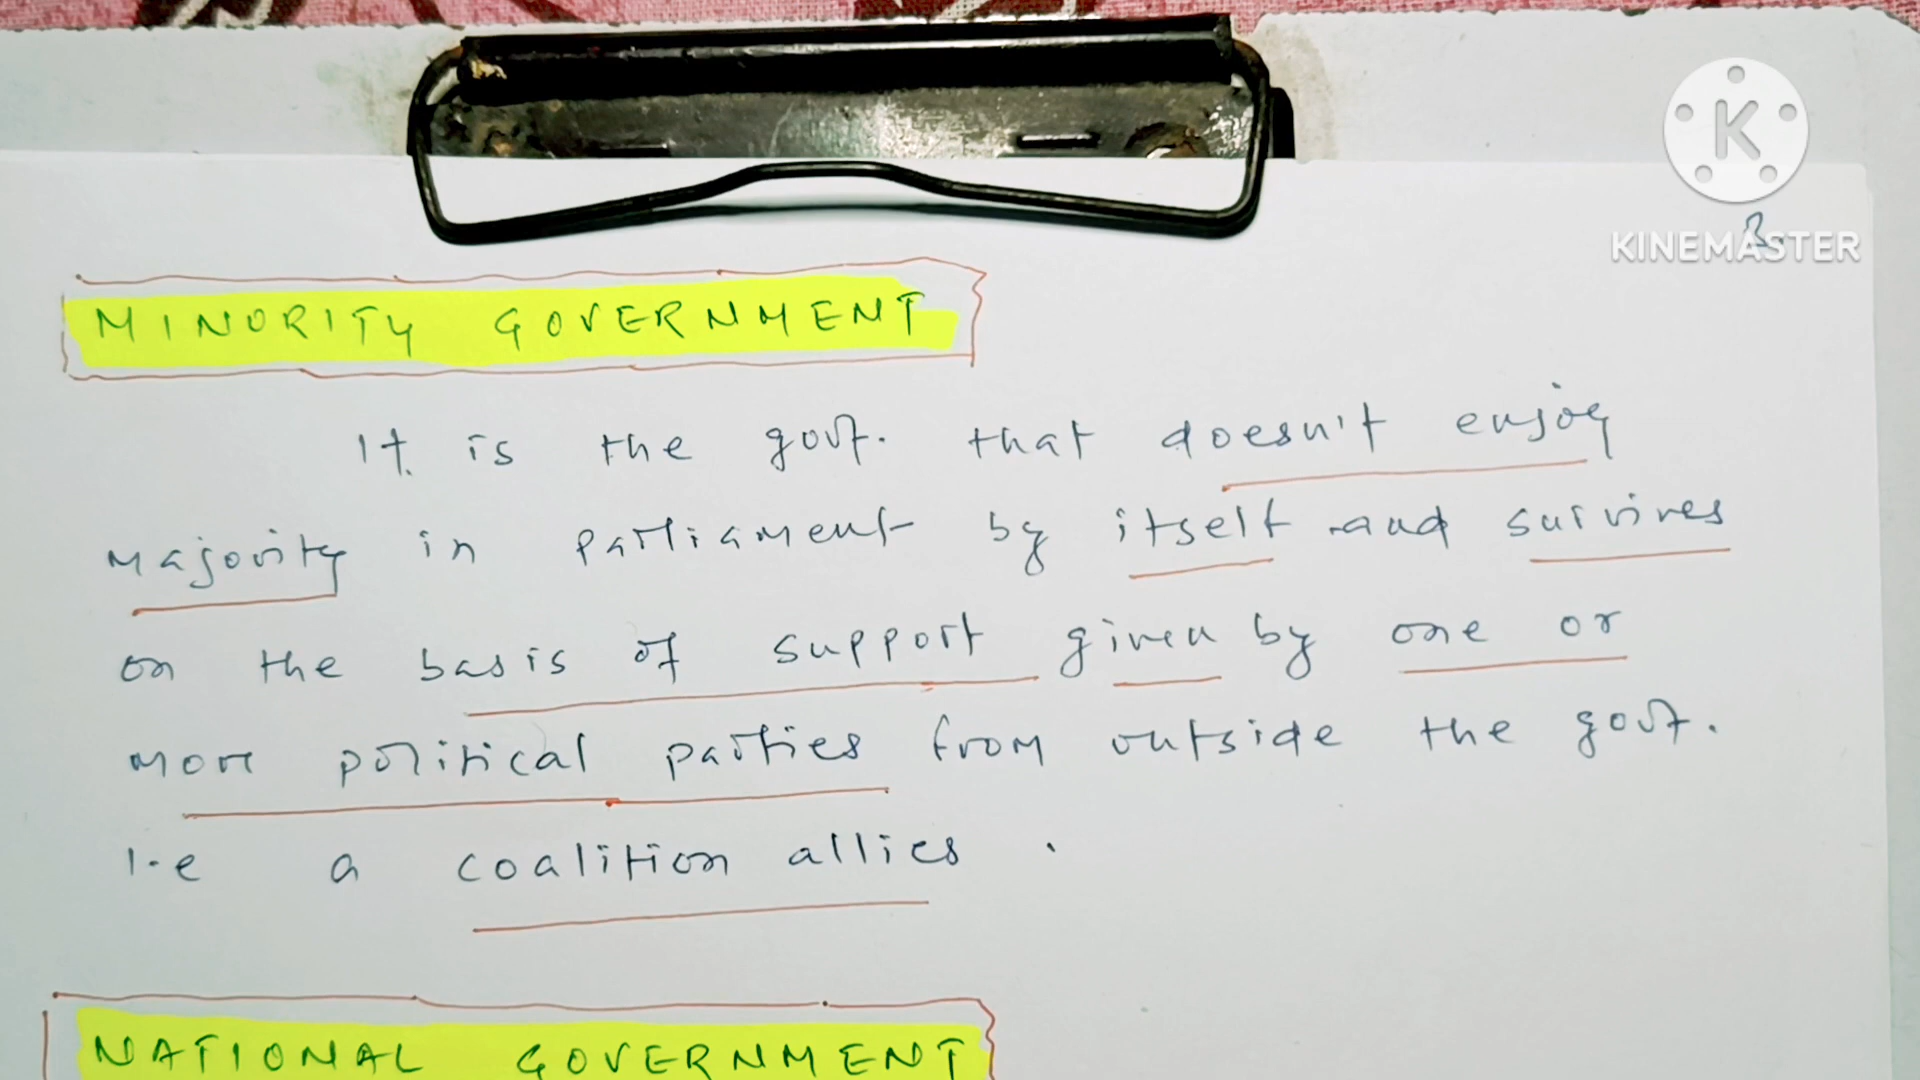 KINEMASTER
3.
MINORITY GOVERNMENT
It is the govt. that doesn't enjoy
majority in parliament by itself and survives
on the basis of support given by one or
more political parties from outside the govt.
i.e a coalition allies .
NATIONAL GOVERNMENT